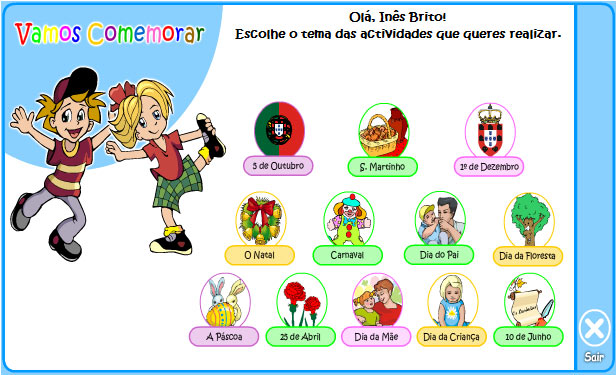 Vamos Comemorar
Olá, Inês Brito!
Escolhe o tema das actividades que queres realizar.
5 de Outubro
S. Martinho
1º de Dezembro
O Natal
Carnaval
Dia do Pai
Dia da Floresta
A Páscoa
25 de Abril
Dia da Mãe
Dia da Criança
10 de Junho
Sair